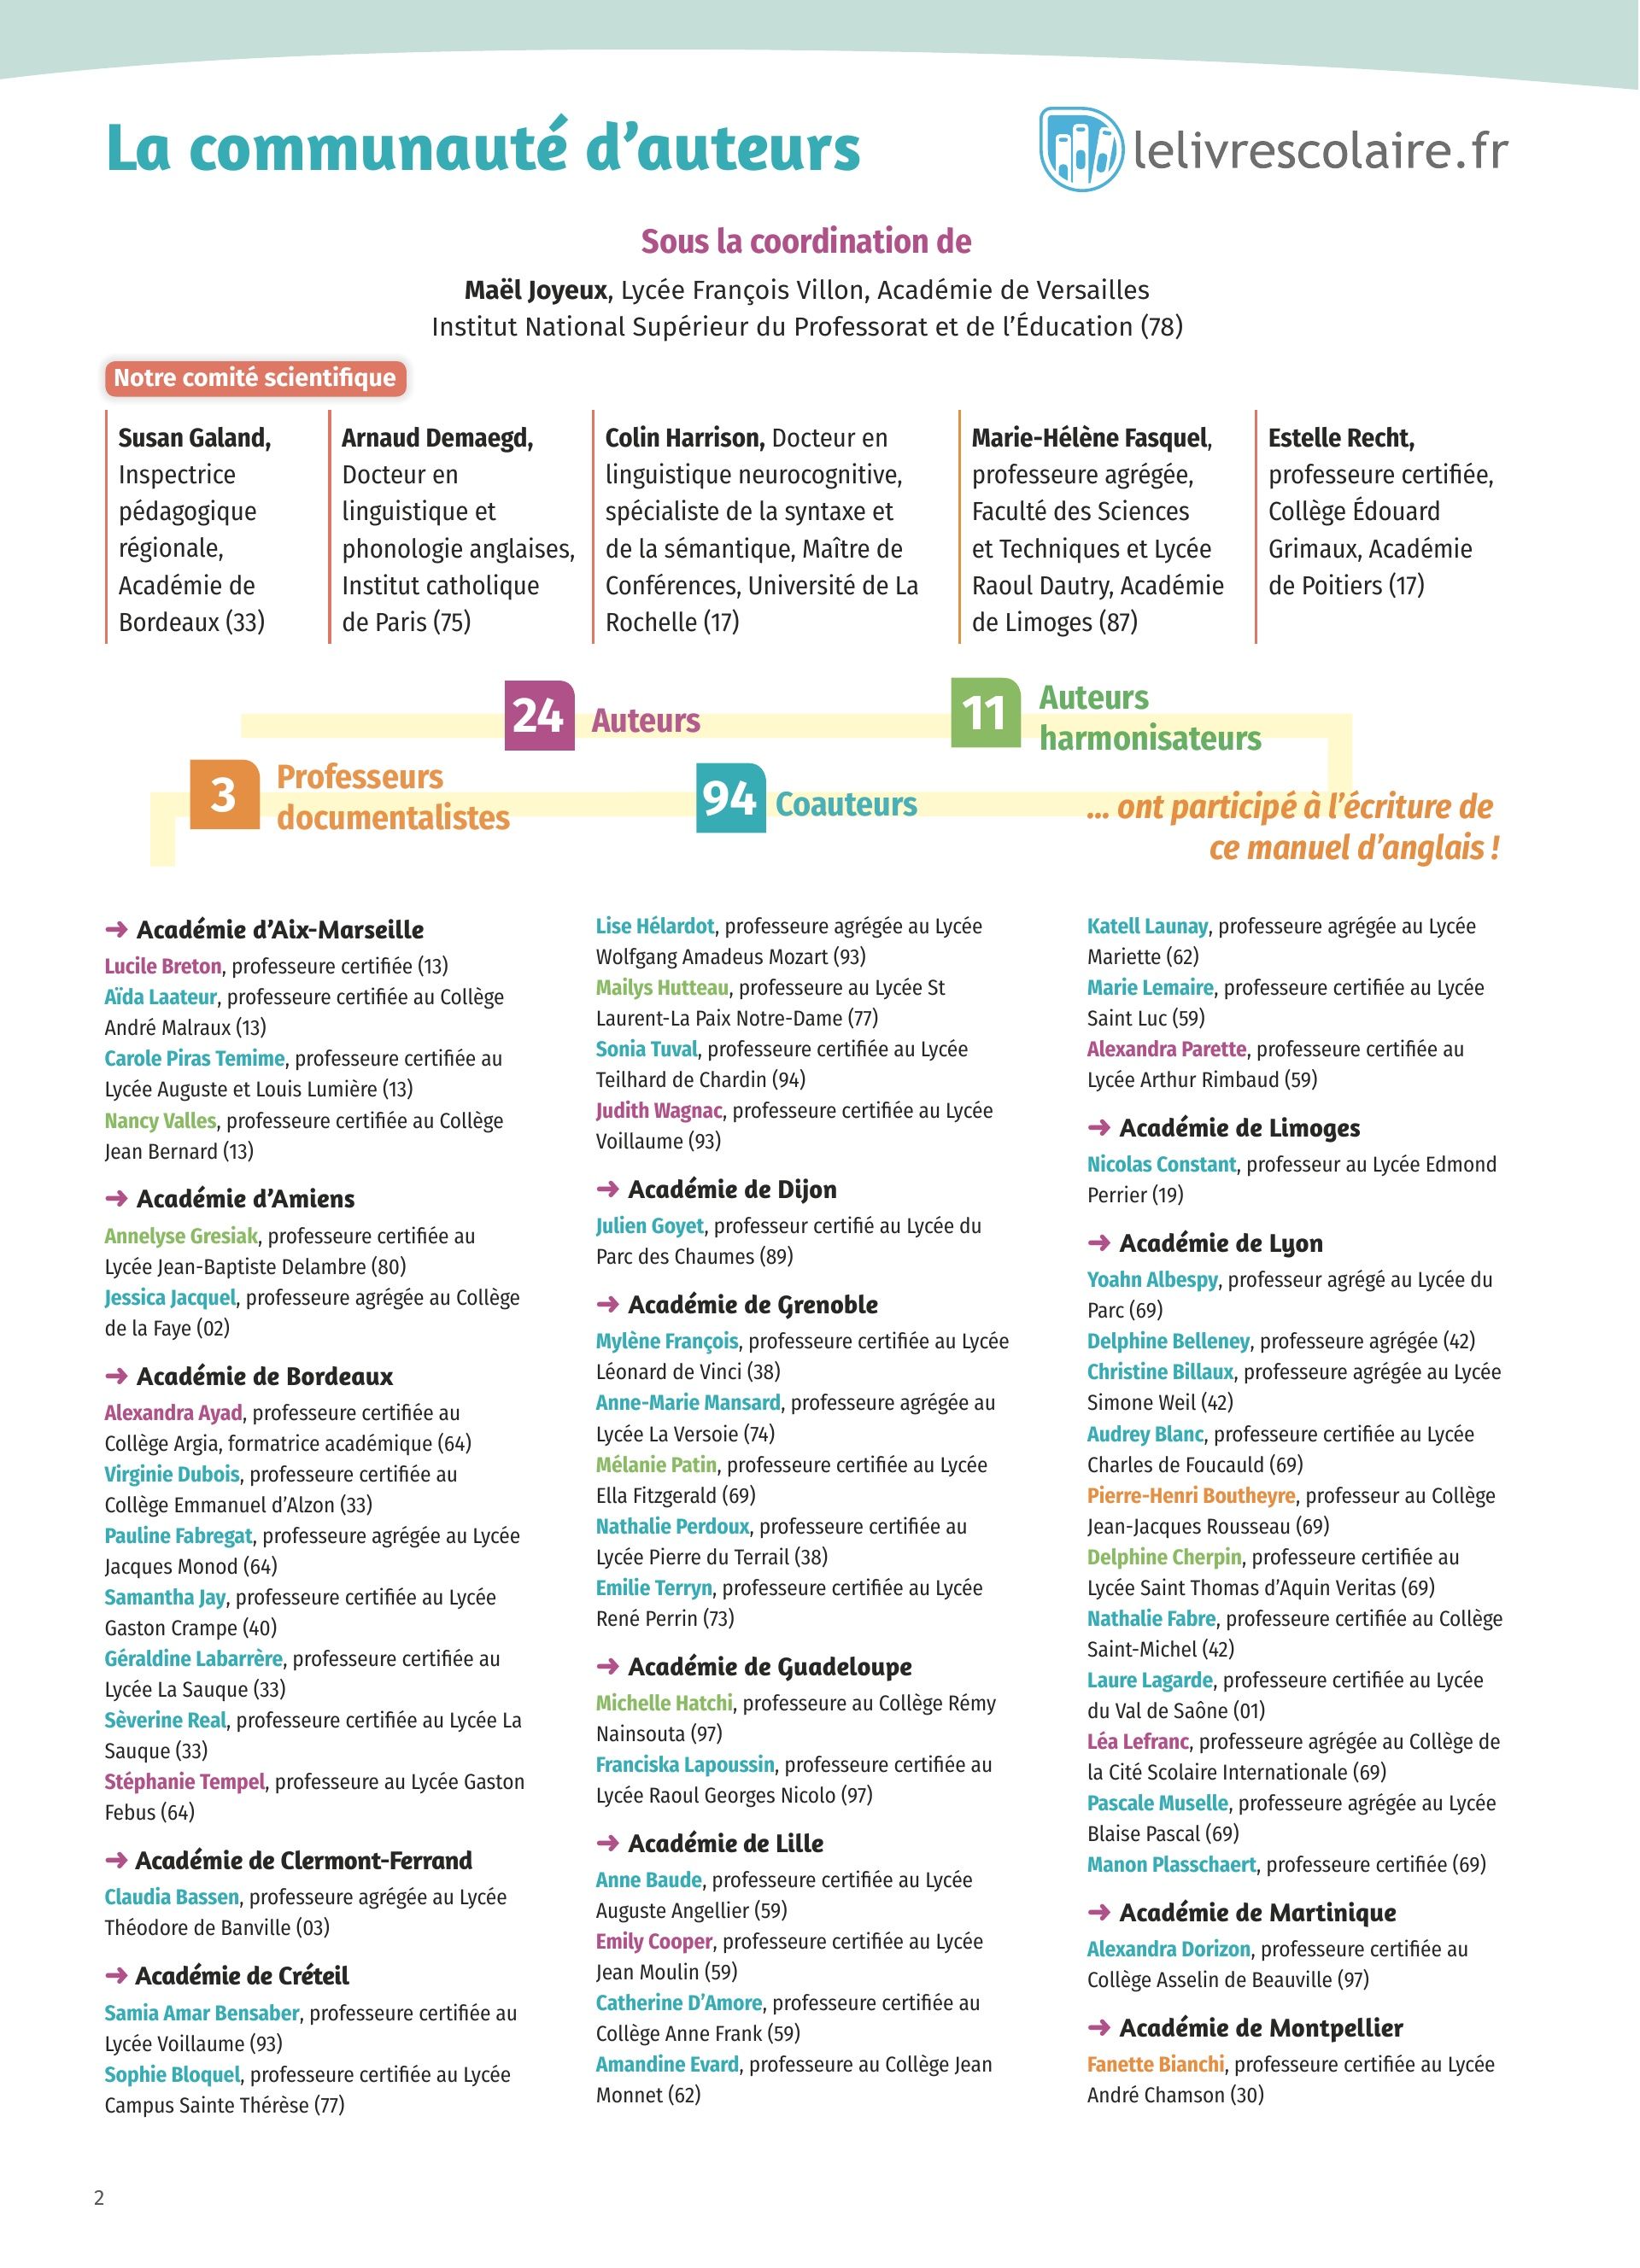 La communauté d'auteurs
lelivrescolaire.fr
Sous la coordination de
Maël Joyeux, Lycée François Villon, Académie de Versailles
Institut National Supérieur du Professorat et de l'Éducation (78)
Notre comité scientifique
Susan Galand,
Inspectrice
pédagogique
régionale,
Académie de
Bordeaux (33)
Arnaud Demaegd,
Docteur en
linguistique et
phonologie anglaises,
Institut catholique
de Paris (75)
Colin Harrison, Docteur en
linguistique neurocognitive,
spécialiste de la syntaxe et
de la sémantique, Maître de
Conférences, Université de La
Rochelle (17)
Marie-Hélène Fasquel,
professeure agrégée,
Faculté des Sciences
et Techniques et Lycée
Raoul Dautry, Académie
de Limoges (87)
Estelle Recht,
professeure certifiée,
Collège Édouard
Grimaux, Académie
de Poitiers (17)
24 Auteurs
11 Auteurs
harmonisateurs
3 Professeurs
documentalistes
94 Coauteurs
... ont participé à l'écriture de
ce manuel d'anglais !
➜ Académie d'Aix-Marseille
Lucile Breton, professeure certifiée (13)
Aïda Laateur, professeure certifiée au Collège
André Malraux (13)
Carole Piras Temime, professeure certifiée au
Lycée Auguste et Louis Lumière (13)
Nancy Valles, professeure certifiée au Collège
Jean Bernard (13)
➜ Académie d'Amiens
Annelyse Gresiak, professeure certifiée au
Lycée Jean-Baptiste Delambre (80)
Jessica Jacquel, professeure agrégée au Collège
de la Faye (02)
➜ Académie de Bordeaux
Alexandra Ayad, professeure certifiée au
Collège Argia, formatrice académique (64)
Virginie Dubois, professeure certifiée au
Collège Emmanuel d'Alzon (33)
Pauline Fabregat, professeure agrégée au Lycée
Jacques Monod (64)
Samantha Jay, professeure certifiée au Lycée
Gaston Crampe (40)
Géraldine Labarrère, professeure certifiée au
Lycée La Sauque (33)
Sèverine Real, professeure certifiée au Lycée La
Sauque (33)
Stéphanie Tempel, professeure au Lycée Gaston
Febus (64)
➜ Académie de Clermont-Ferrand
Claudia Bassen, professeure agrégée au Lycée
Théodore de Banville (03)
➜ Académie de Créteil
Samia Amar Bensaber, professeure certifiée au
Lycée Voillaume (93)
Sophie Bloquel, professeure certifiée au Lycée
Campus Sainte Thérèse (77)
Lise Hélardot, professeure agrégée au Lycée
Wolfgang Amadeus Mozart (93)
Mailys Hutteau, professeure au Lycée St
Laurent-La Paix Notre-Dame (77)
Sonia Tuval, professeure certifiée au Lycée
Teilhard de Chardin (94)
Judith Wagnac, professeure certifiée au Lycée
Voillaume (93)
➜ Académie de Dijon
Julien Goyet, professeur certifié au Lycée du
Parc des Chaumes (89)
➜ Académie de Grenoble
Mylène François, professeure certifiée au Lycée
Léonard de Vinci (38)
Anne-Marie Mansard, professeure agrégée au
Lycée La Versoie (74)
Mélanie Patin, professeure certifiée au Lycée
Ella Fitzgerald (69)
Nathalie Perdoux, professeure certifiée au
Lycée Pierre du Terrail (38)
Emilie Terryn, professeure certifiée au Lycée
René Perrin (73)
➜ Académie de Guadeloupe
Michelle Hatchi, professeure au Collège Rémy
Nainsouta (97)
Franciska Lapoussin, professeure certifiée au
Lycée Raoul Georges Nicolo (97)
➜ Académie de Lille
Anne Baude, professeure certifiée au Lycée
Auguste Angellier (59)
Emily Cooper, professeure certifiée au Lycée
Jean Moulin (59)
Catherine D'Amore, professeure certifiée au
Collège Anne Frank (59)
Amandine Evard, professeure au Collège Jean
Monnet (62)
Katell Launay, professeure agrégée au Lycée
Mariette (62)
Marie Lemaire, professeure certifiée au Lycée
Saint Luc (59)
Alexandra Parette, professeure certifiée au
Lycée Arthur Rimbaud (59)
➜ Académie de Limoges
Nicolas Constant, professeur au Lycée Edmond
Perrier (19)
➜ Académie de Lyon
Yoahn Albespy, professeur agrégé au Lycée du
Parc (69)
Delphine Belleney, professeure agrégée (42)
Christine Billaux, professeure agrégée au Lycée
Simone Weil (42)
Audrey Blanc, professeure certifiée au Lycée
Charles de Foucauld (69)
Pierre-Henri Boutheyre, professeur au Collège
Jean-Jacques Rousseau (69)
Delphine Cherpin, professeure certifiée au
Lycée Saint Thomas d'Aquin Veritas (69)
Nathalie Fabre, professeure certifiée au Collège
Saint-Michel (42)
Laure Lagarde, professeure certifiée au Lycée
du Val de Saône (01)
Léa Lefranc, professeure agrégée au Collège de
la Cité Scolaire Internationale (69)
Pascale Muselle, professeure agrégée au Lycée
Blaise Pascal (69)
Manon Plasschaert, professeure certifiée (69)
➜ Académie de Martinique
Alexandra Dorizon, professeure certifiée au
Collège Asselin de Beauville (97)
➜ Académie de Montpellier
Fanette Bianchi, professeure certifiée au Lycée
André Chamson (30)
2